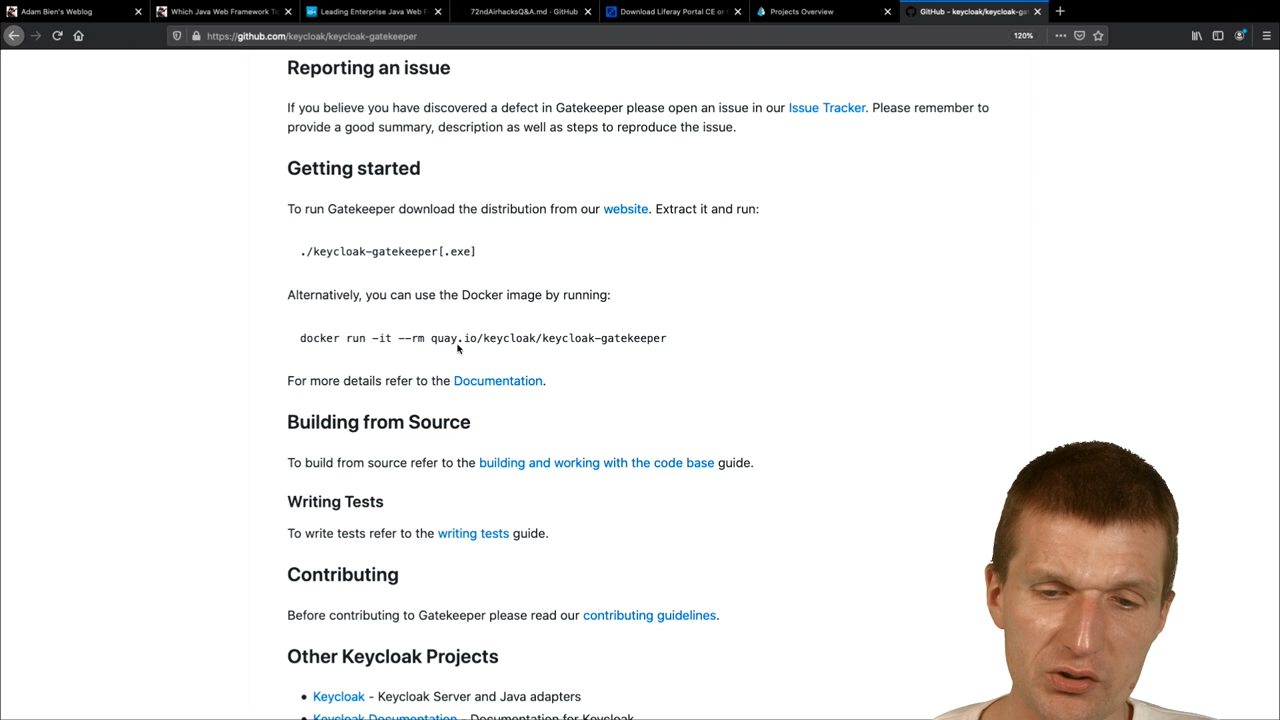 Adam Bien's Weblog
Which Java Web Framework To
Leading Enterprise Java Web F
72ndAirhacksQ&A.md · GitHub
Download Liferay Portal CE or
Projects Overview
GitHub - keycloak/keycloak-gat
https://github.com/keycloak/keycloak-gatekeeper
120%
Reporting an issue
If you believe you have discovered a defect in Gatekeeper please open an issue in our Issue Tracker. Please remember to
provide a good summary, description as well as steps to reproduce the issue.
Getting started
To run Gatekeeper download the distribution from our website. Extract it and run:
./keycloak-gatekeeper[.exe]
Alternatively, you can use the Docker image by running:
docker run -it --rm quay.io/keycloak/keycloak-gatekeeper
For more details refer to the Documentation.
Building from Source
To build from source refer to the building and working with the code base guide.
Writing Tests
To write tests refer to the writing tests guide.
Contributing
Before contributing to Gatekeeper please read our contributing guidelines.
Other Keycloak Projects
Keycloak - Keycloak Server and Java adapters
Keycloak Documentation - Documentation for Keycloak